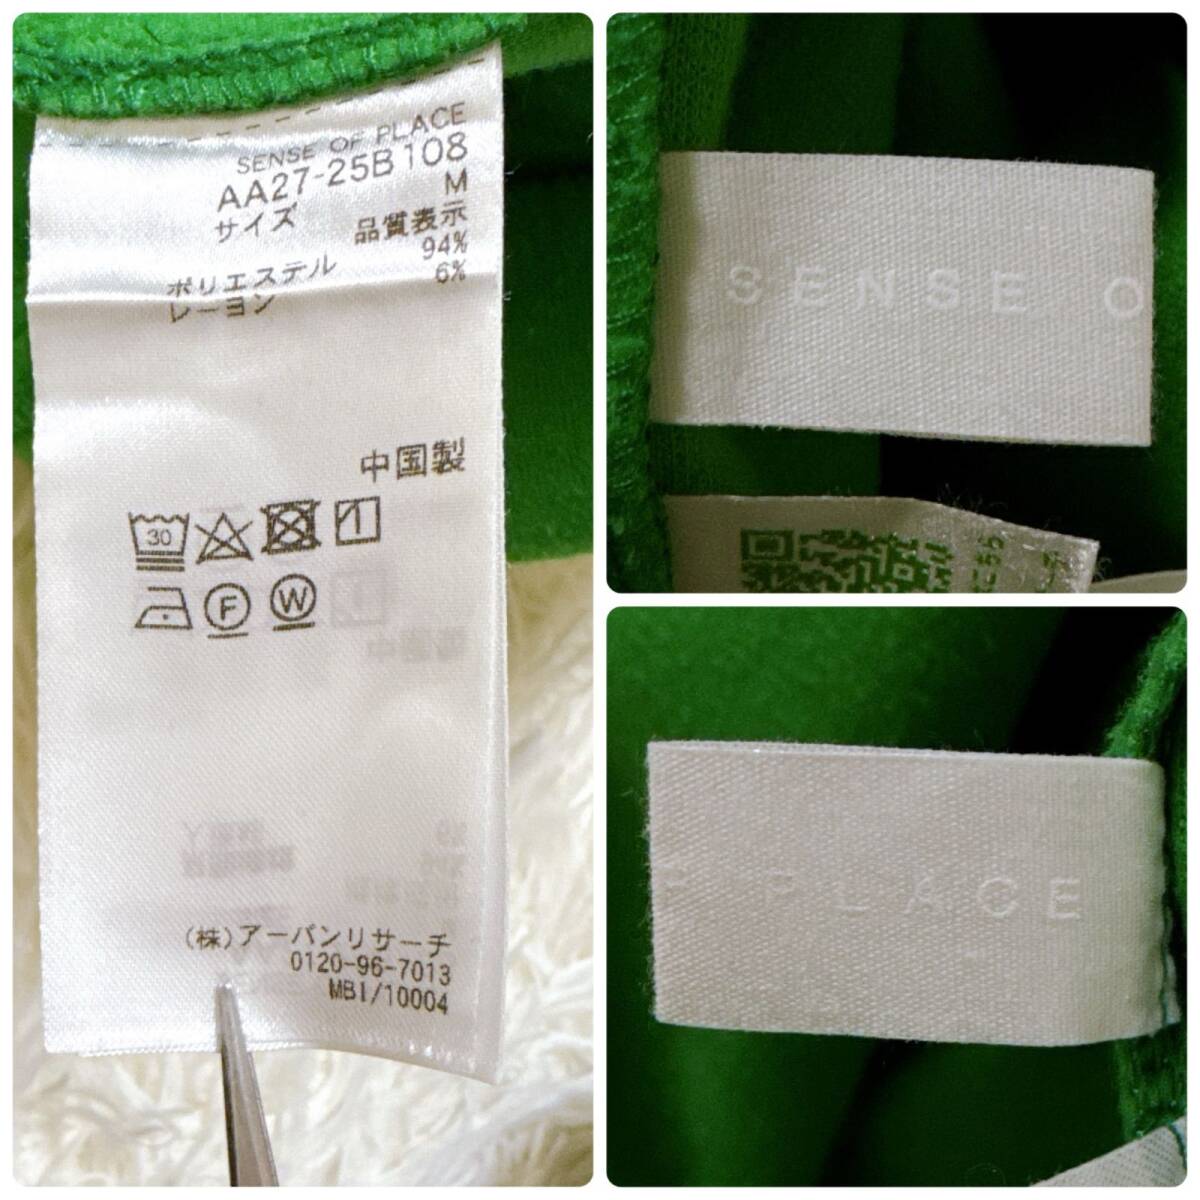 SENSE OF PLACE
AA27-25B108
サイズ M
品質表示
ポリエステル 94%
レーヨン 6%
中国製
30
F W
(株)アーバンリサーチ
0120-96-7013
MBI/10004
SENSE O
F PLACE